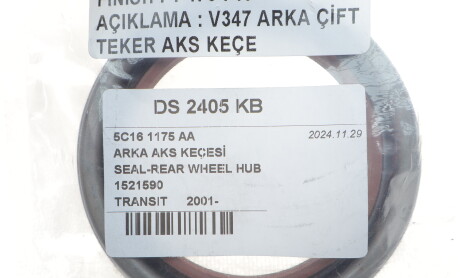 AÇIKLAMA : V347 ARKA ÇİFT
TEKER AKS KEÇE
DS 2405 KB
5C16 1175 AA 2024.11.29
ARKA AKS KEÇESİ
SEAL-REAR WHEEL HUB
1521590
TRANSIT 2001-